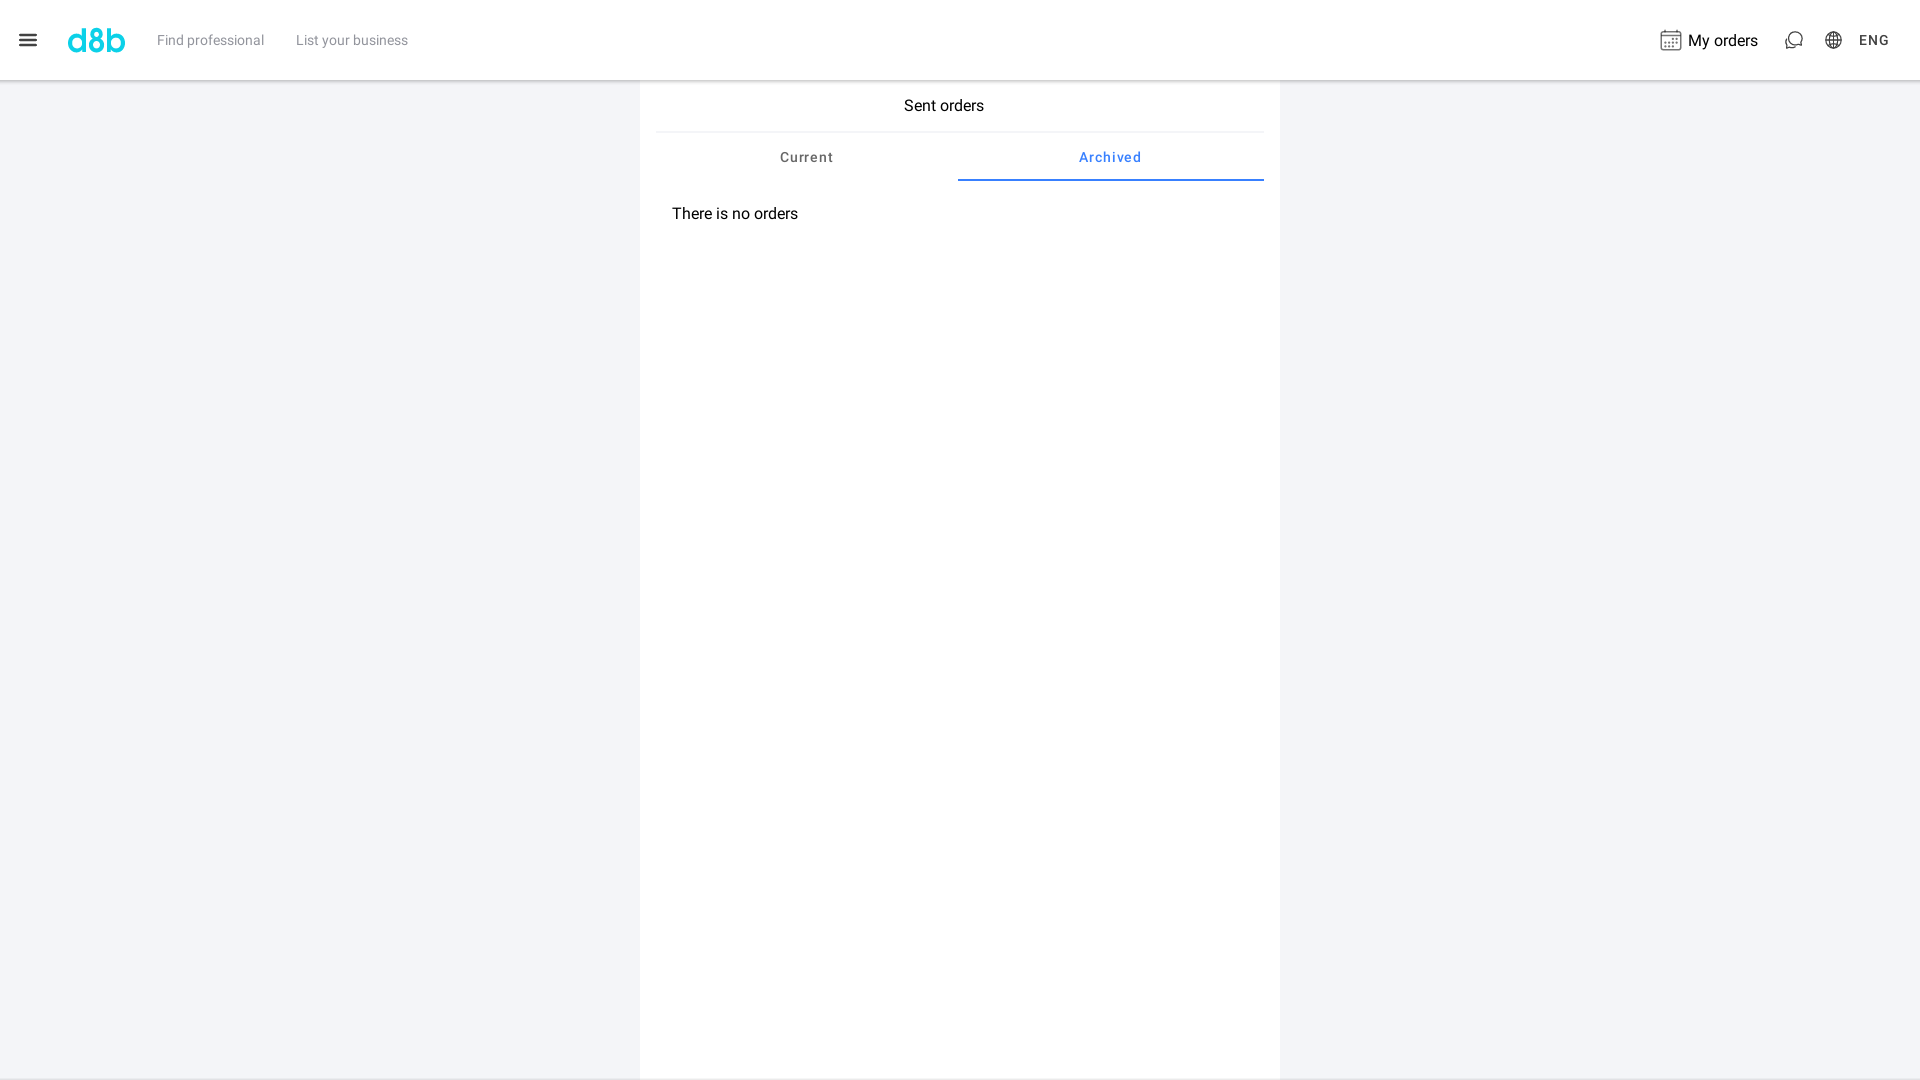 d8b
Find professional
List your business
My orders
ENG
Sent orders
Current
Archived
There is no orders